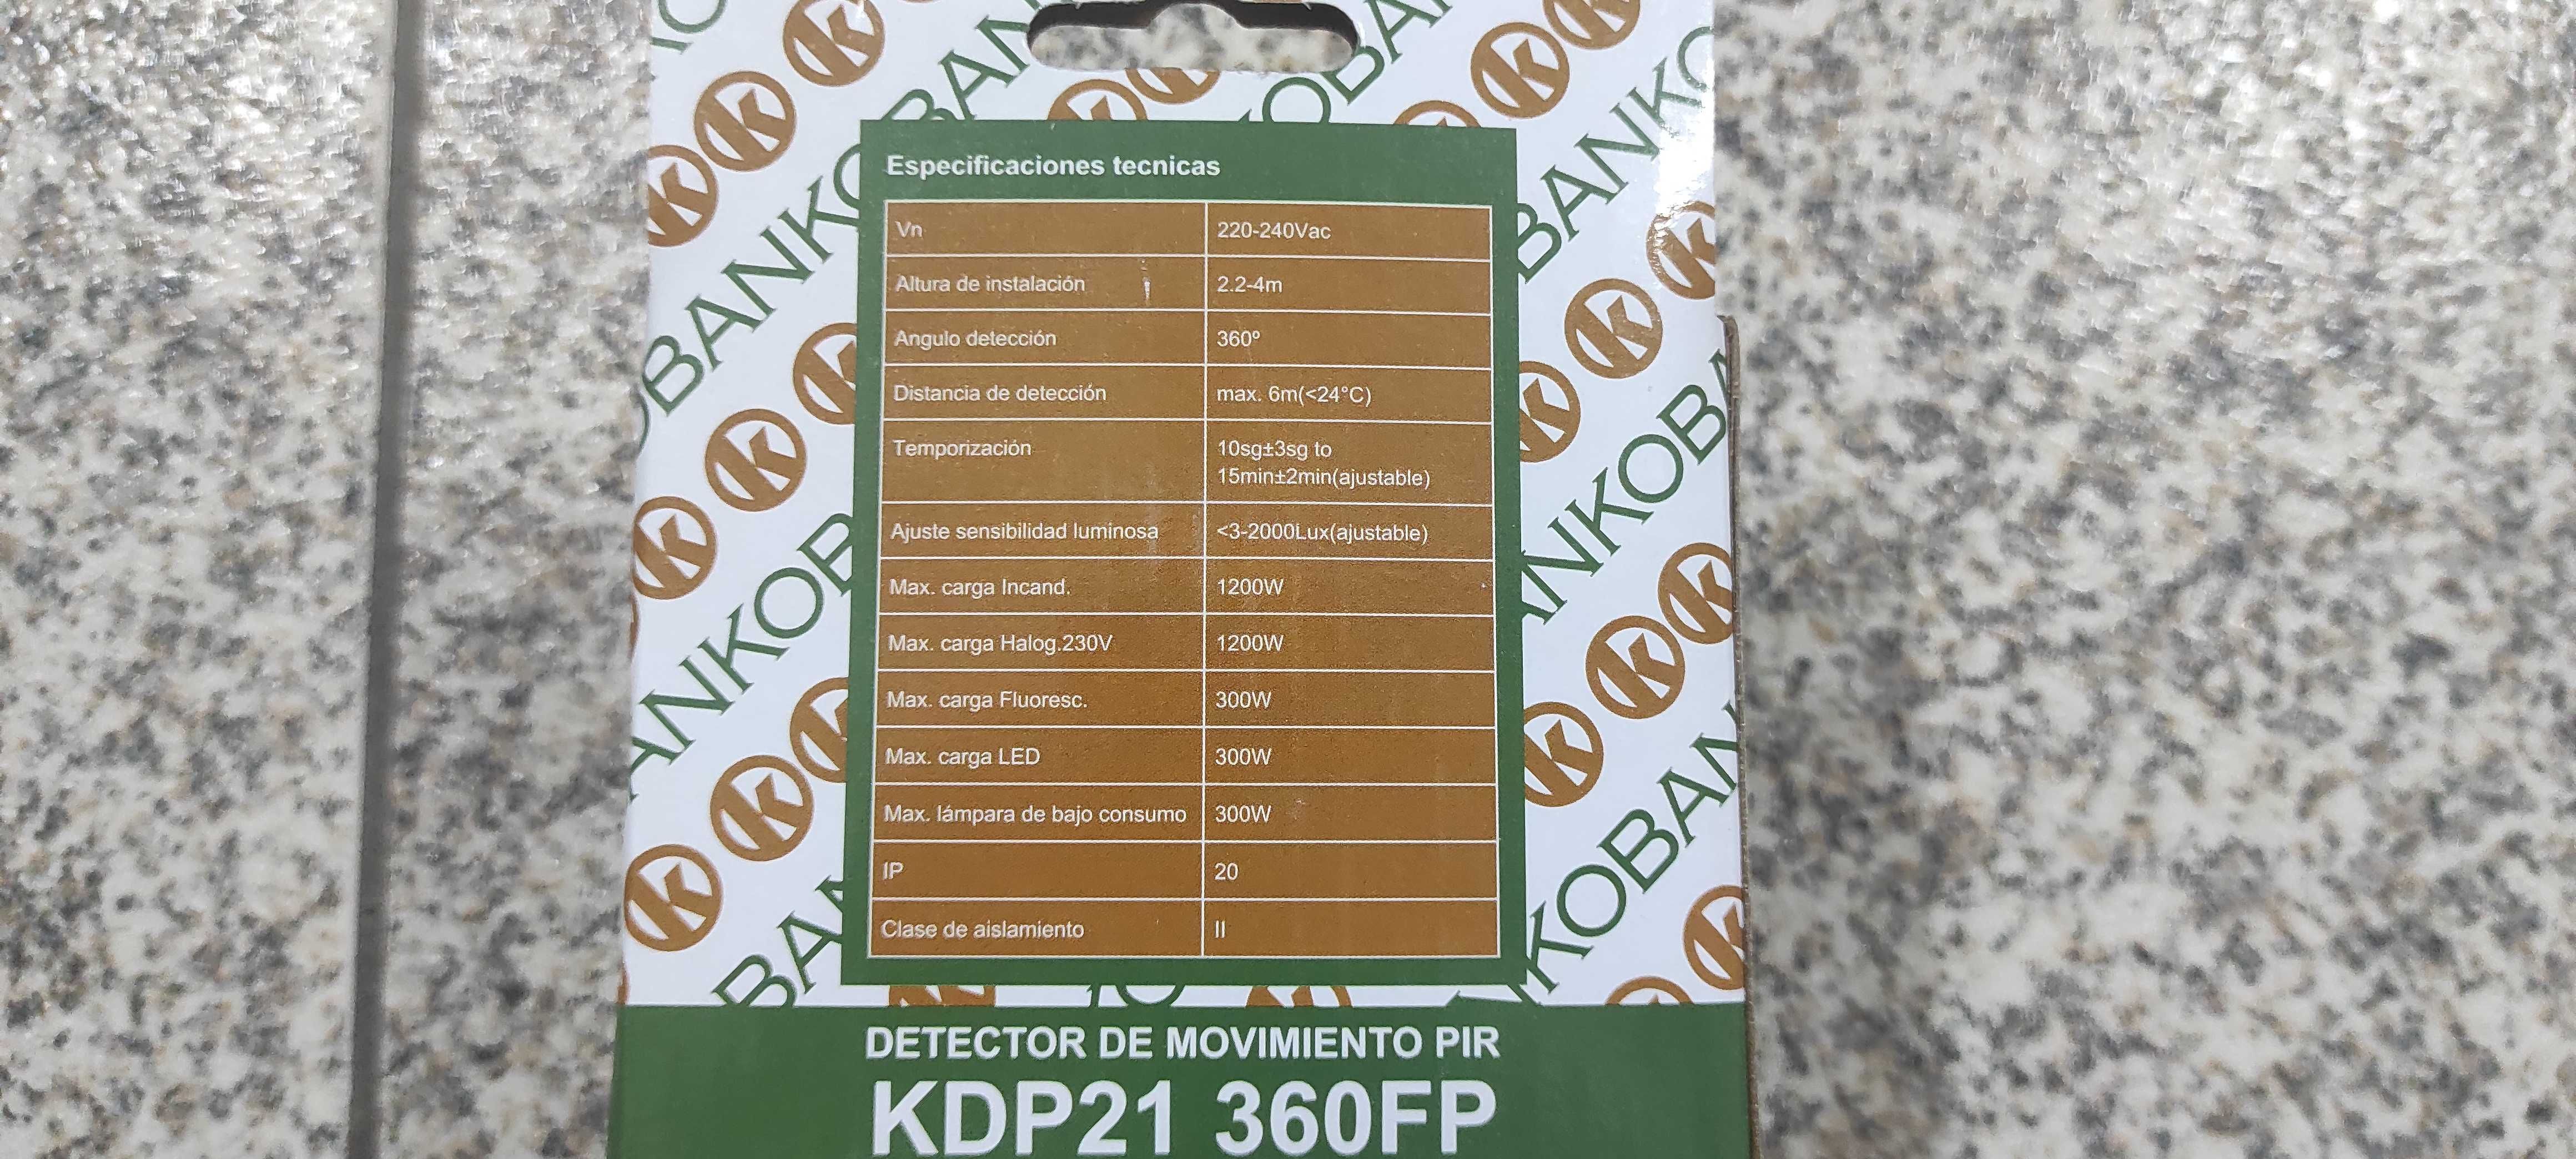 Especificaciones tecnicas
Vn 220-240Vac
Altura de instalación 2.2-4m
Angulo detección 360º
Distancia de detección max. 6m(<24°C)
Temporización 10sg±3sg to
15min±2min(ajustable)
Ajuste sensibilidad luminosa <3-2000Lux(ajustable)
Max. carga Incand. 1200W
Max. carga Halog.230V 1200W
Max. carga Fluoresc. 300W
Max. carga LED 300W
Max. lámpara de bajo consumo 300W
IP 20
Clase de aislamiento II
DETECTOR DE MOVIMIENTO PIR
KDP21 360FP